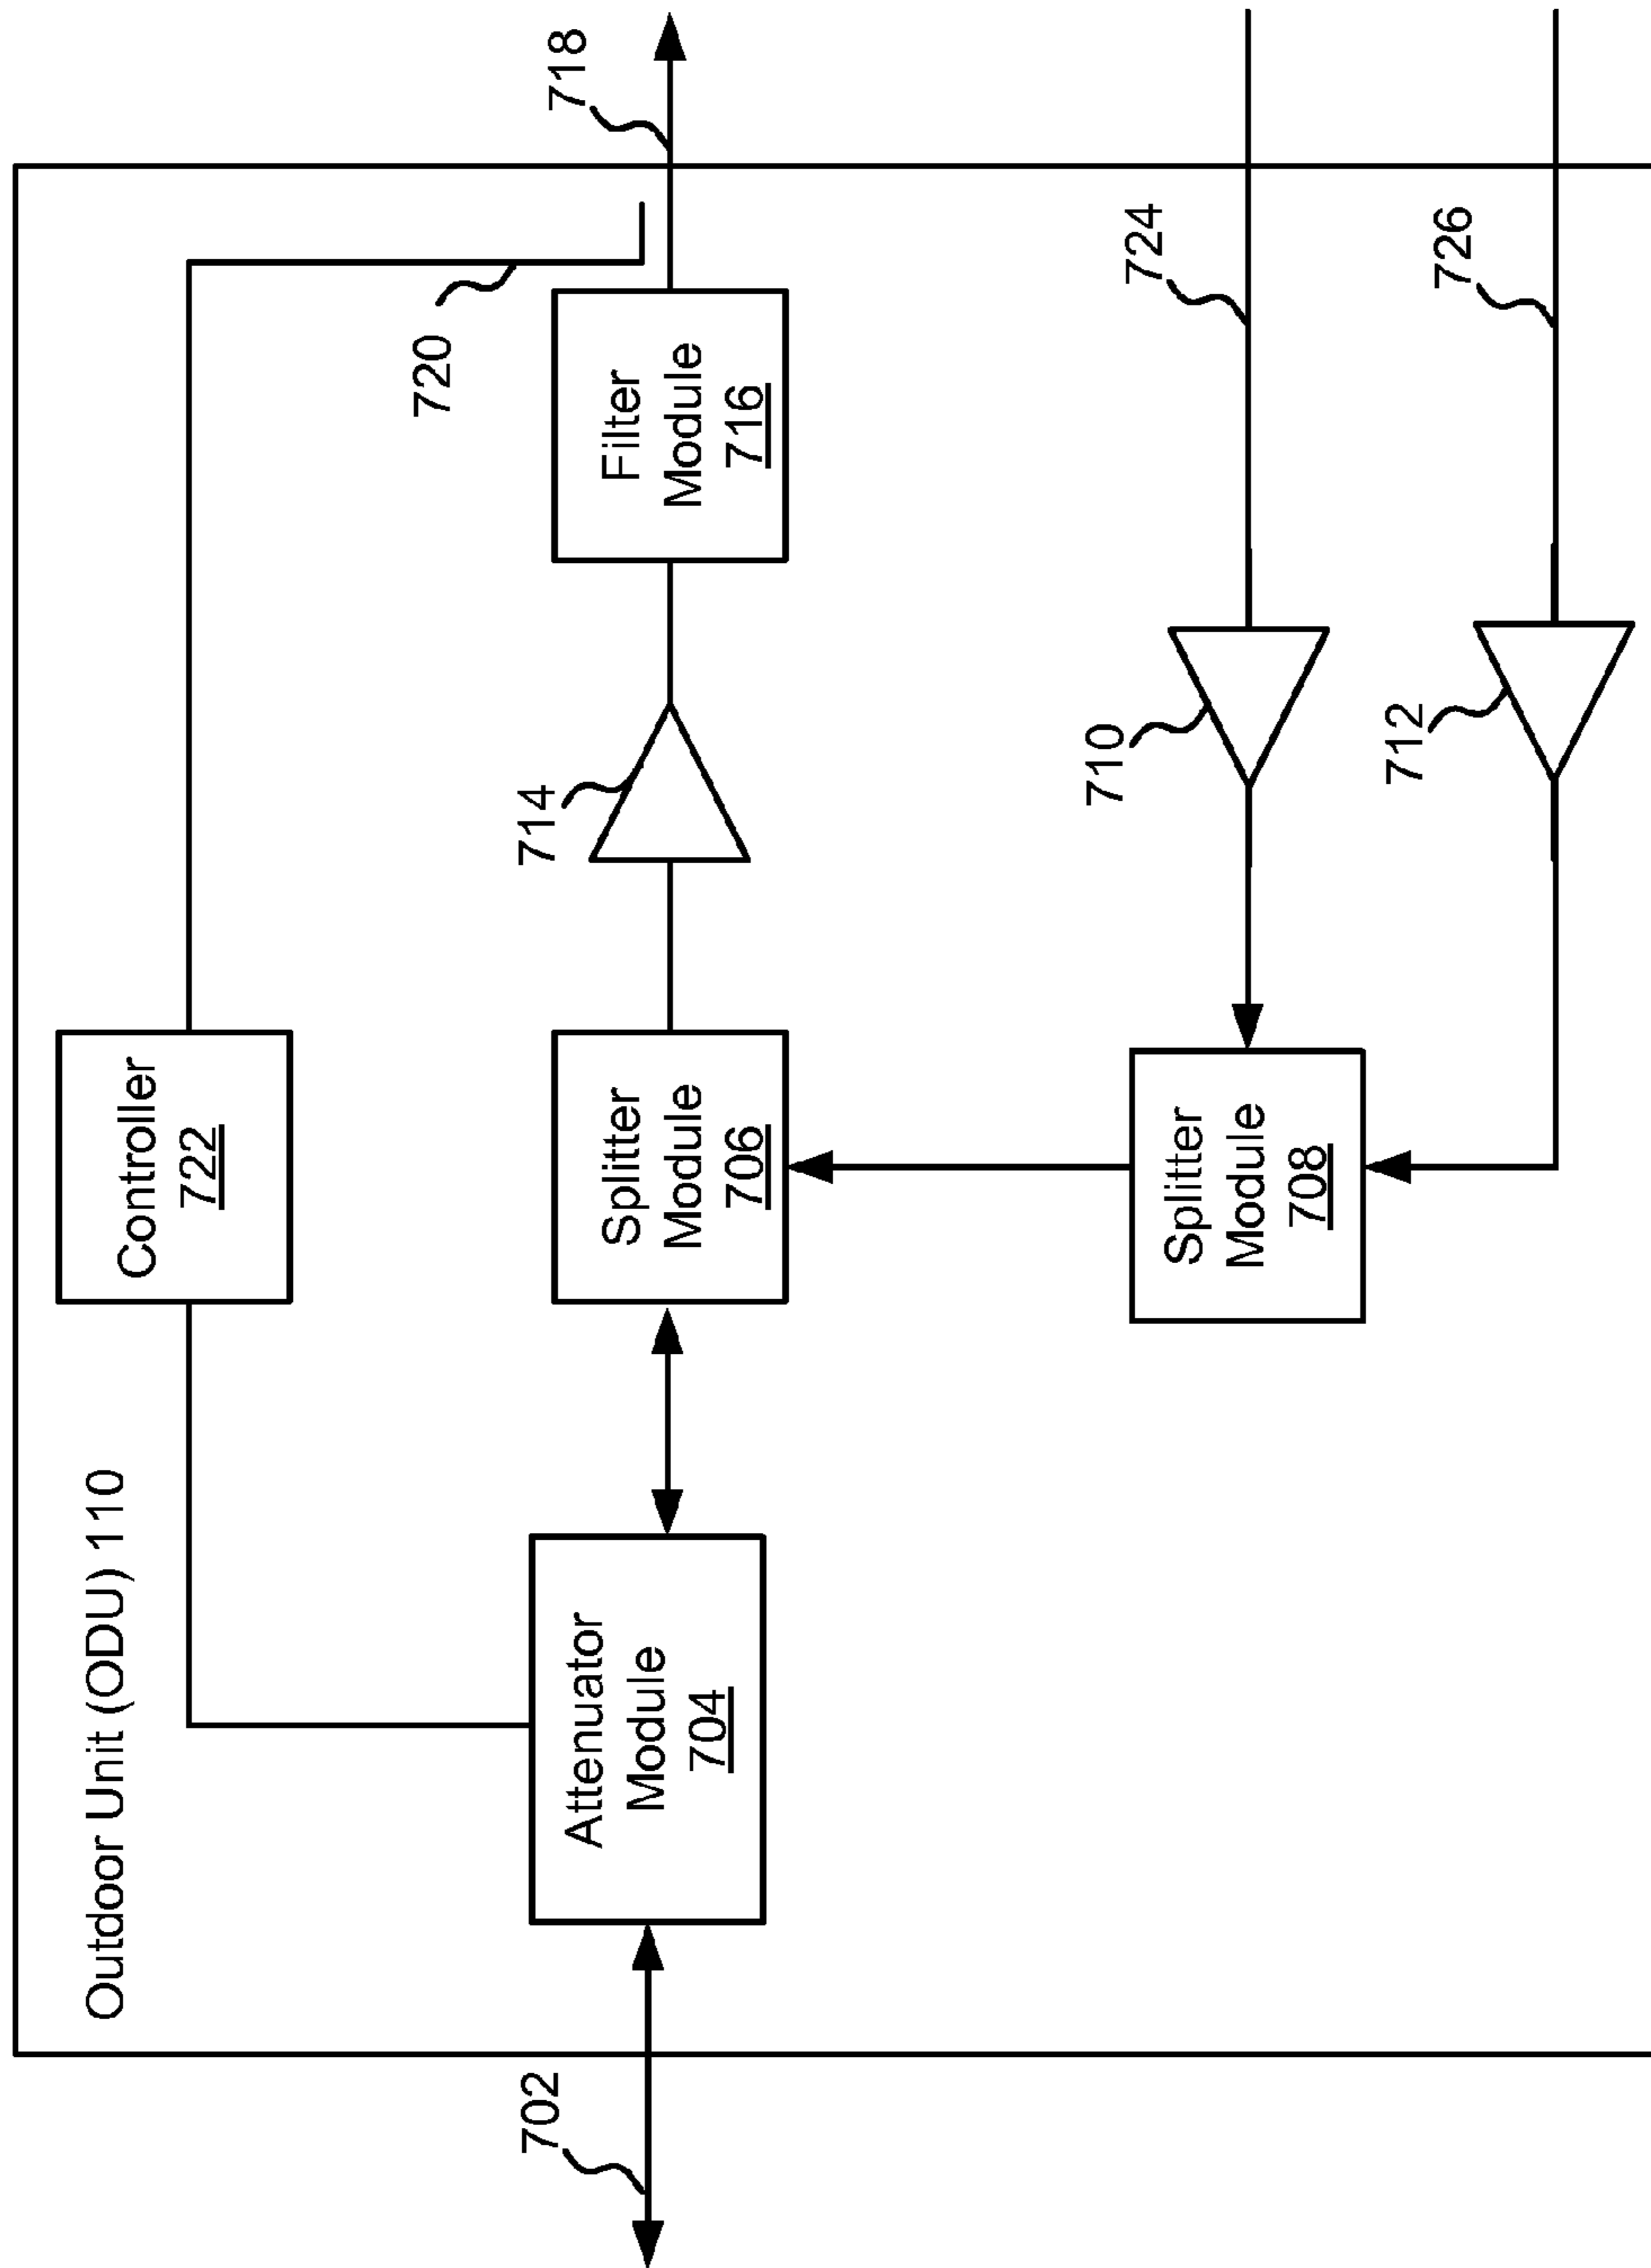 Outdoor Unit (ODU) 110
Controller
722
720
718
702
Attenuator
Module
704
Splitter
Module
706
714
Filter
Module
716
Splitter
Module
708
710
724
712
726